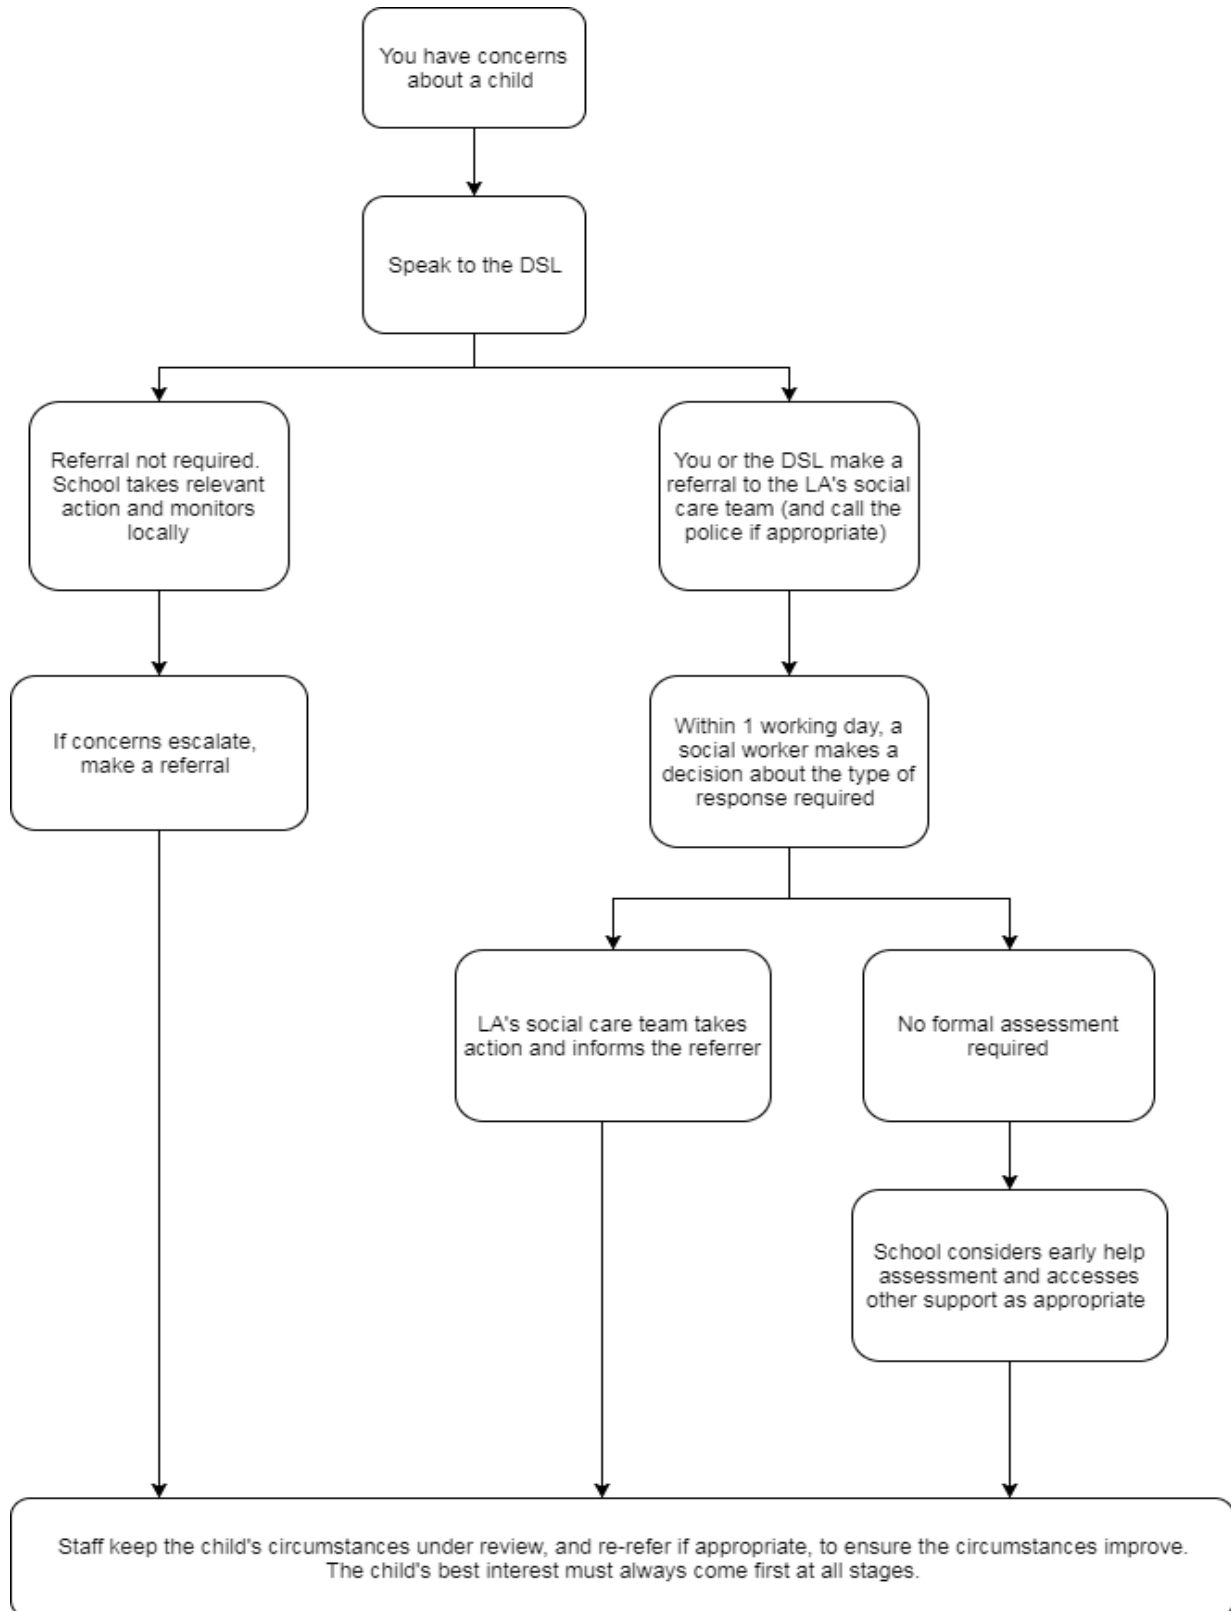 You have concerns
about a child
Speak to the DSL
Referral not required.
School takes relevant
action and monitors
locally
You or the DSL make a
referral to the LA's social
care team (and call the
police if appropriate)
If concerns escalate,
make a referral
Within 1 working day, a
social worker makes a
decision about the type of
response required
LA's social care team takes
action and informs the referrer
No formal assessment
required
School considers early help
assessment and accesses
other support as appropriate
Staff keep the child's circumstances under review, and re-refer if appropriate, to ensure the circumstances improve.
The child's best interest must always come first at all stages.